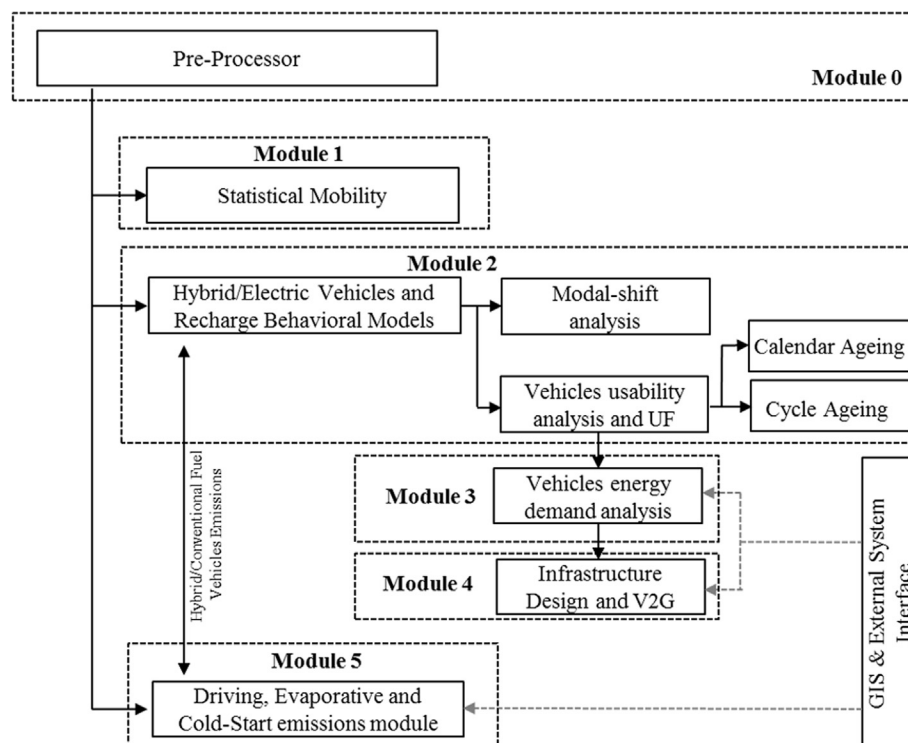 Pre-Processor
Module 0
Module 1
Statistical Mobility
Module 2
Hybrid/Electric Vehicles and
Recharge Behavioral Models
Modal-shift
analysis
Calendar Ageing
Vehicles usability
analysis and UF
Cycle Ageing
Hybrid/Conventional Fuel
Vehicles Emissions
Module 3
Vehicles energy
demand analysis
Module 4
Infrastructure
Design and V2G
GIS & External System
Interface
Module 5
Driving, Evaporative and
Cold-Start emissions module